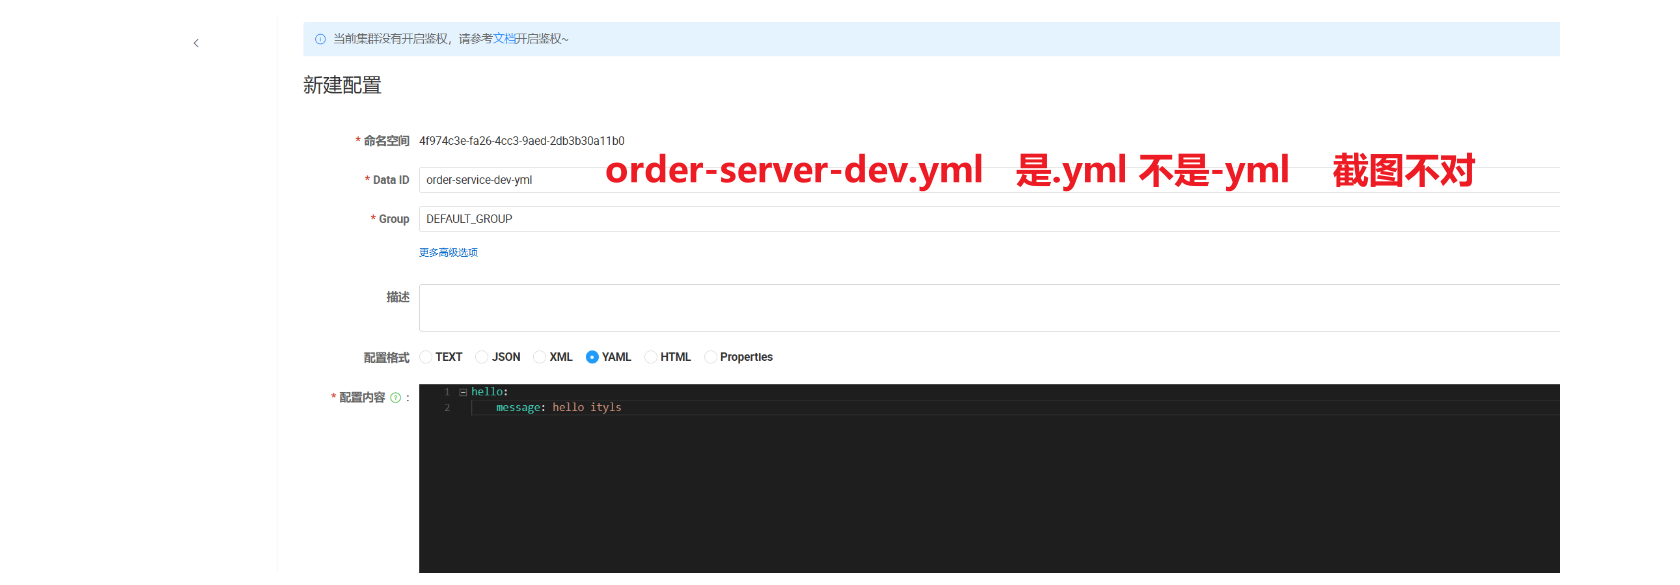 当前集群没有开启鉴权，请参考文档开启鉴权~
新建配置
* 命名空间 4f974c3e-fa26-4cc3-9aed-2db3b30a11b0
order-server-dev.yml 是.yml 不是-yml 截图不对
* Data ID order-service-dev-yml
* Group DEFAULT_GROUP
更多高级选项
描述
配置格式 TEXT JSON XML YAML HTML Properties
* 配置内容 ? :
1 hello:
2 message: hello ityls